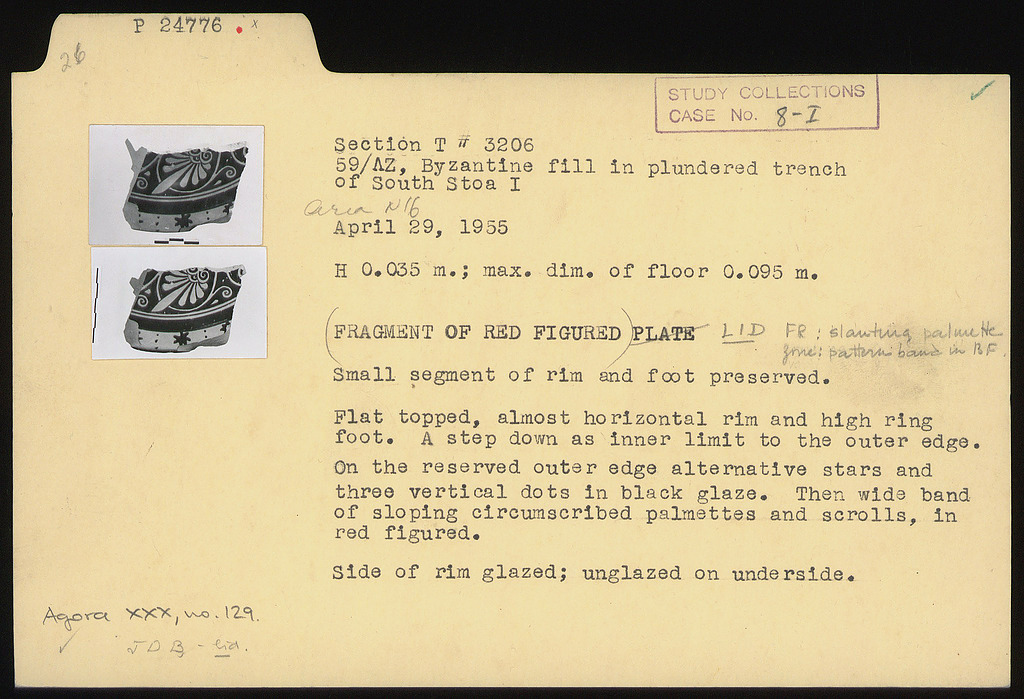 P 24776 . x
26
STUDY COLLECTIONS
CASE No. 8-I
Section T # 3206
59/ΛΖ, Byzantine fill in plundered trench
of South Stoa I
area N16
April 29, 1955
H 0.035 m.; max. dim. of floor 0.095 m.
(FRAGMENT OF RED FIGURED) PLATE LID FR: slanting palmette
zone: pattern band in BF.
Small segment of rim and foot preserved.
Flat topped, almost horizontal rim and high ring
foot. A step down as inner limit to the outer edge.
On the reserved outer edge alternative stars and
three vertical dots in black glaze. Then wide band
of sloping circumscribed palmettes and scrolls, in
red figured.
Side of rim glazed; unglazed on underside.
Agora XXX, no. 129.
JDB - lid.